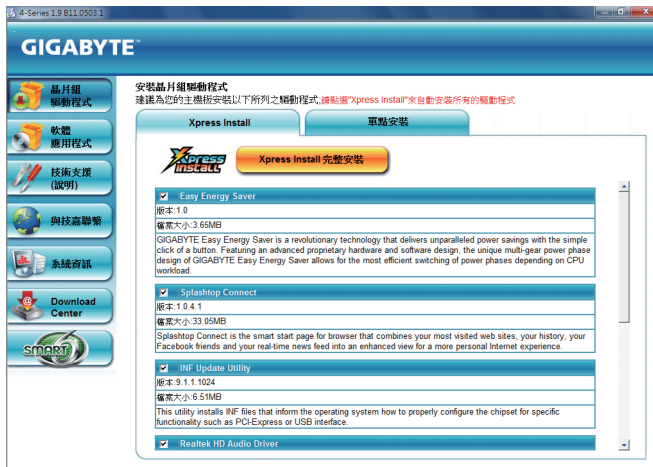 4-Series 1.9 B11.0503.1
GIGABYTE™
晶片組
驅動程式
軟體
應用程式
技術支援
(說明)
與技嘉聯繫
系統資訊
Download
Center
SMART
安裝晶片組驅動程式
建議為您的主機板安裝以下所列之驅動程式,請點選"Xpress Install"來自動安裝所有的驅動程式
Xpress Install
單點安裝
Xpress
Install
Xpress Install 完整安裝
Easy Energy Saver
版本:1.0
檔案大小:3.65MB
GIGABYTE Easy Energy Saver is a revolutionary technology that delivers unparalleled power savings with the simple
click of a button. Featuring an advanced proprietary hardware and software design, the unique multi-gear power phase
design of GIGABYTE Easy Energy Saver allows for the most efficient switching of power phases depending on CPU
workload.
Splashtop Connect
版本:1.0.4.1
檔案大小:33.05MB
Splashtop Connect is the smart start page for browser that combines your most visited web sites, your history, your
Facebook friends and your real-time news feed into an enhanced view for a more personal Internet experience.
INF Update Utility
版本:9.1.1.1024
檔案大小:6.51MB
This utility installs INF files that inform the operating system how to properly configure the chipset for specific
functionality such as PCI-Express or USB interface.
Realtek HD Audio Driver